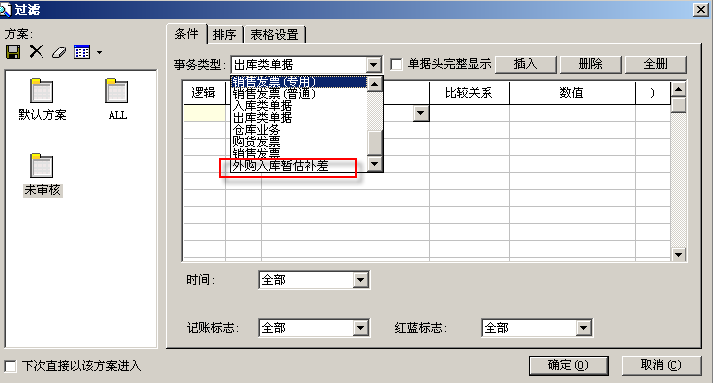 过滤
方案:
默认方案
ALL
未审核
下次直接以该方案进入
条件 排序 表格设置
事务类型: 出库类单据 单据头完整显示 插入 删除 全删
逻辑 比较关系 数值 )
销售发票(专用)
销售发票(普通)
入库类单据
出库类单据
仓库业务
购货发票
销售发票
外购入库暂估补差
时间: 全部
记账标志: 全部 红蓝标志: 全部
确定(O) 取消(C)